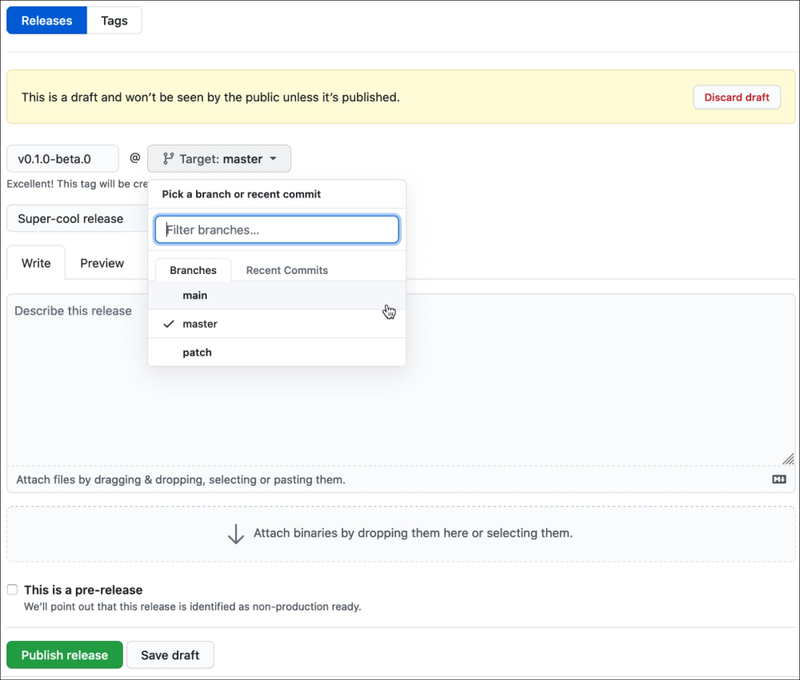 Releases Tags
This is a draft and won't be seen by the public unless it's published. Discard draft
v0.1.0-beta.0 @ Target: master
Excellent! This tag will be cre
Pick a branch or recent commit
Super-cool release
Filter branches...
Write Preview
Branches Recent Commits
main
Describe this release
master
patch
Attach files by dragging & dropping, selecting or pasting them.
Attach binaries by dropping them here or selecting them.
This is a pre-release
We'll point out that this release is identified as non-production ready.
Publish release Save draft